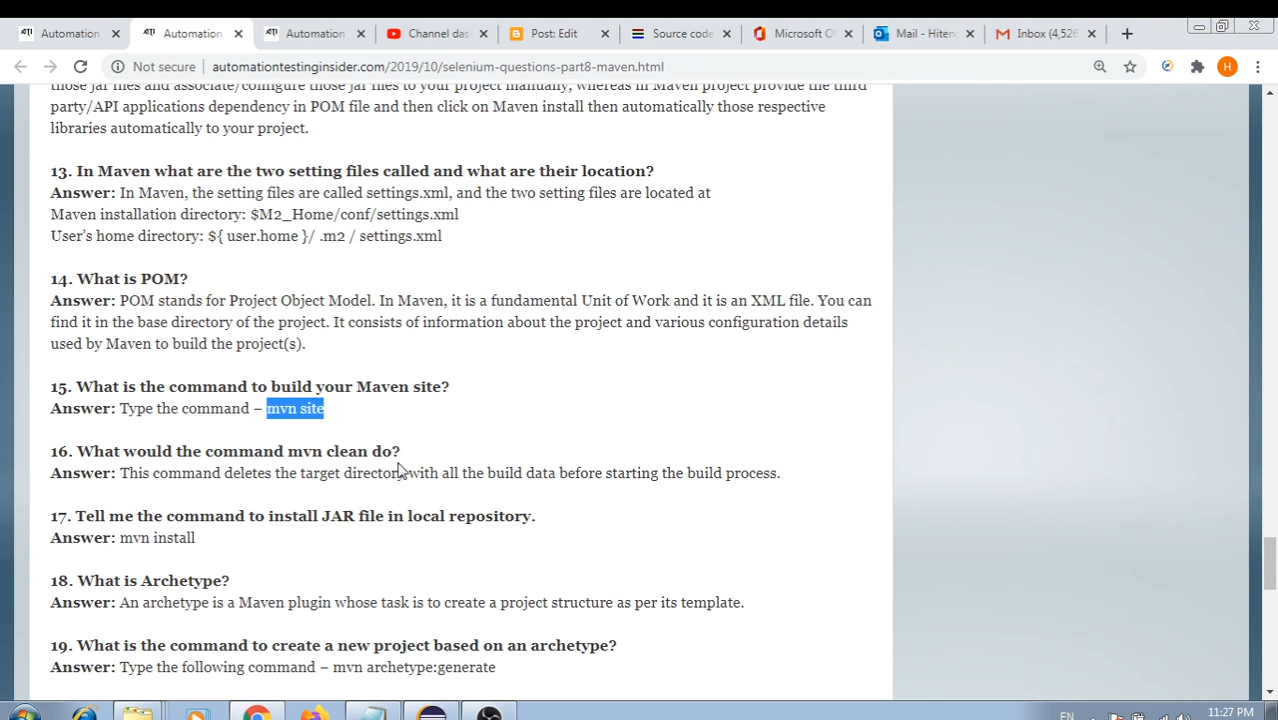 Automation
Automation
Automation
Channel das
Post: Edit
Source code
Microsoft O
Mail - Hiten
Inbox (4,526
Not secure
automationtestinginsider.com/2019/10/selenium-questions-part8-maven.html
H
those jar files and associate/configure those jar files to your project manually, whereas in Maven project provide the third
party/API applications dependency in POM file and then click on Maven install then automatically those respective
libraries automatically to your project.
13. In Maven what are the two setting files called and what are their location?
Answer: In Maven, the setting files are called settings.xml, and the two setting files are located at
Maven installation directory: $M2_Home/conf/settings.xml
User's home directory: ${ user.home }/ .m2 / settings.xml
14. What is POM?
Answer: POM stands for Project Object Model. In Maven, it is a fundamental Unit of Work and it is an XML file. You can
find it in the base directory of the project. It consists of information about the project and various configuration details
used by Maven to build the project(s).
15. What is the command to build your Maven site?
Answer: Type the command – mvn site
16. What would the command mvn clean do?
Answer: This command deletes the target directory with all the build data before starting the build process.
17. Tell me the command to install JAR file in local repository.
Answer: mvn install
18. What is Archetype?
Answer: An archetype is a Maven plugin whose task is to create a project structure as per its template.
19. What is the command to create a new project based on an archetype?
Answer: Type the following command – mvn archetype:generate
EN
11:27 PM